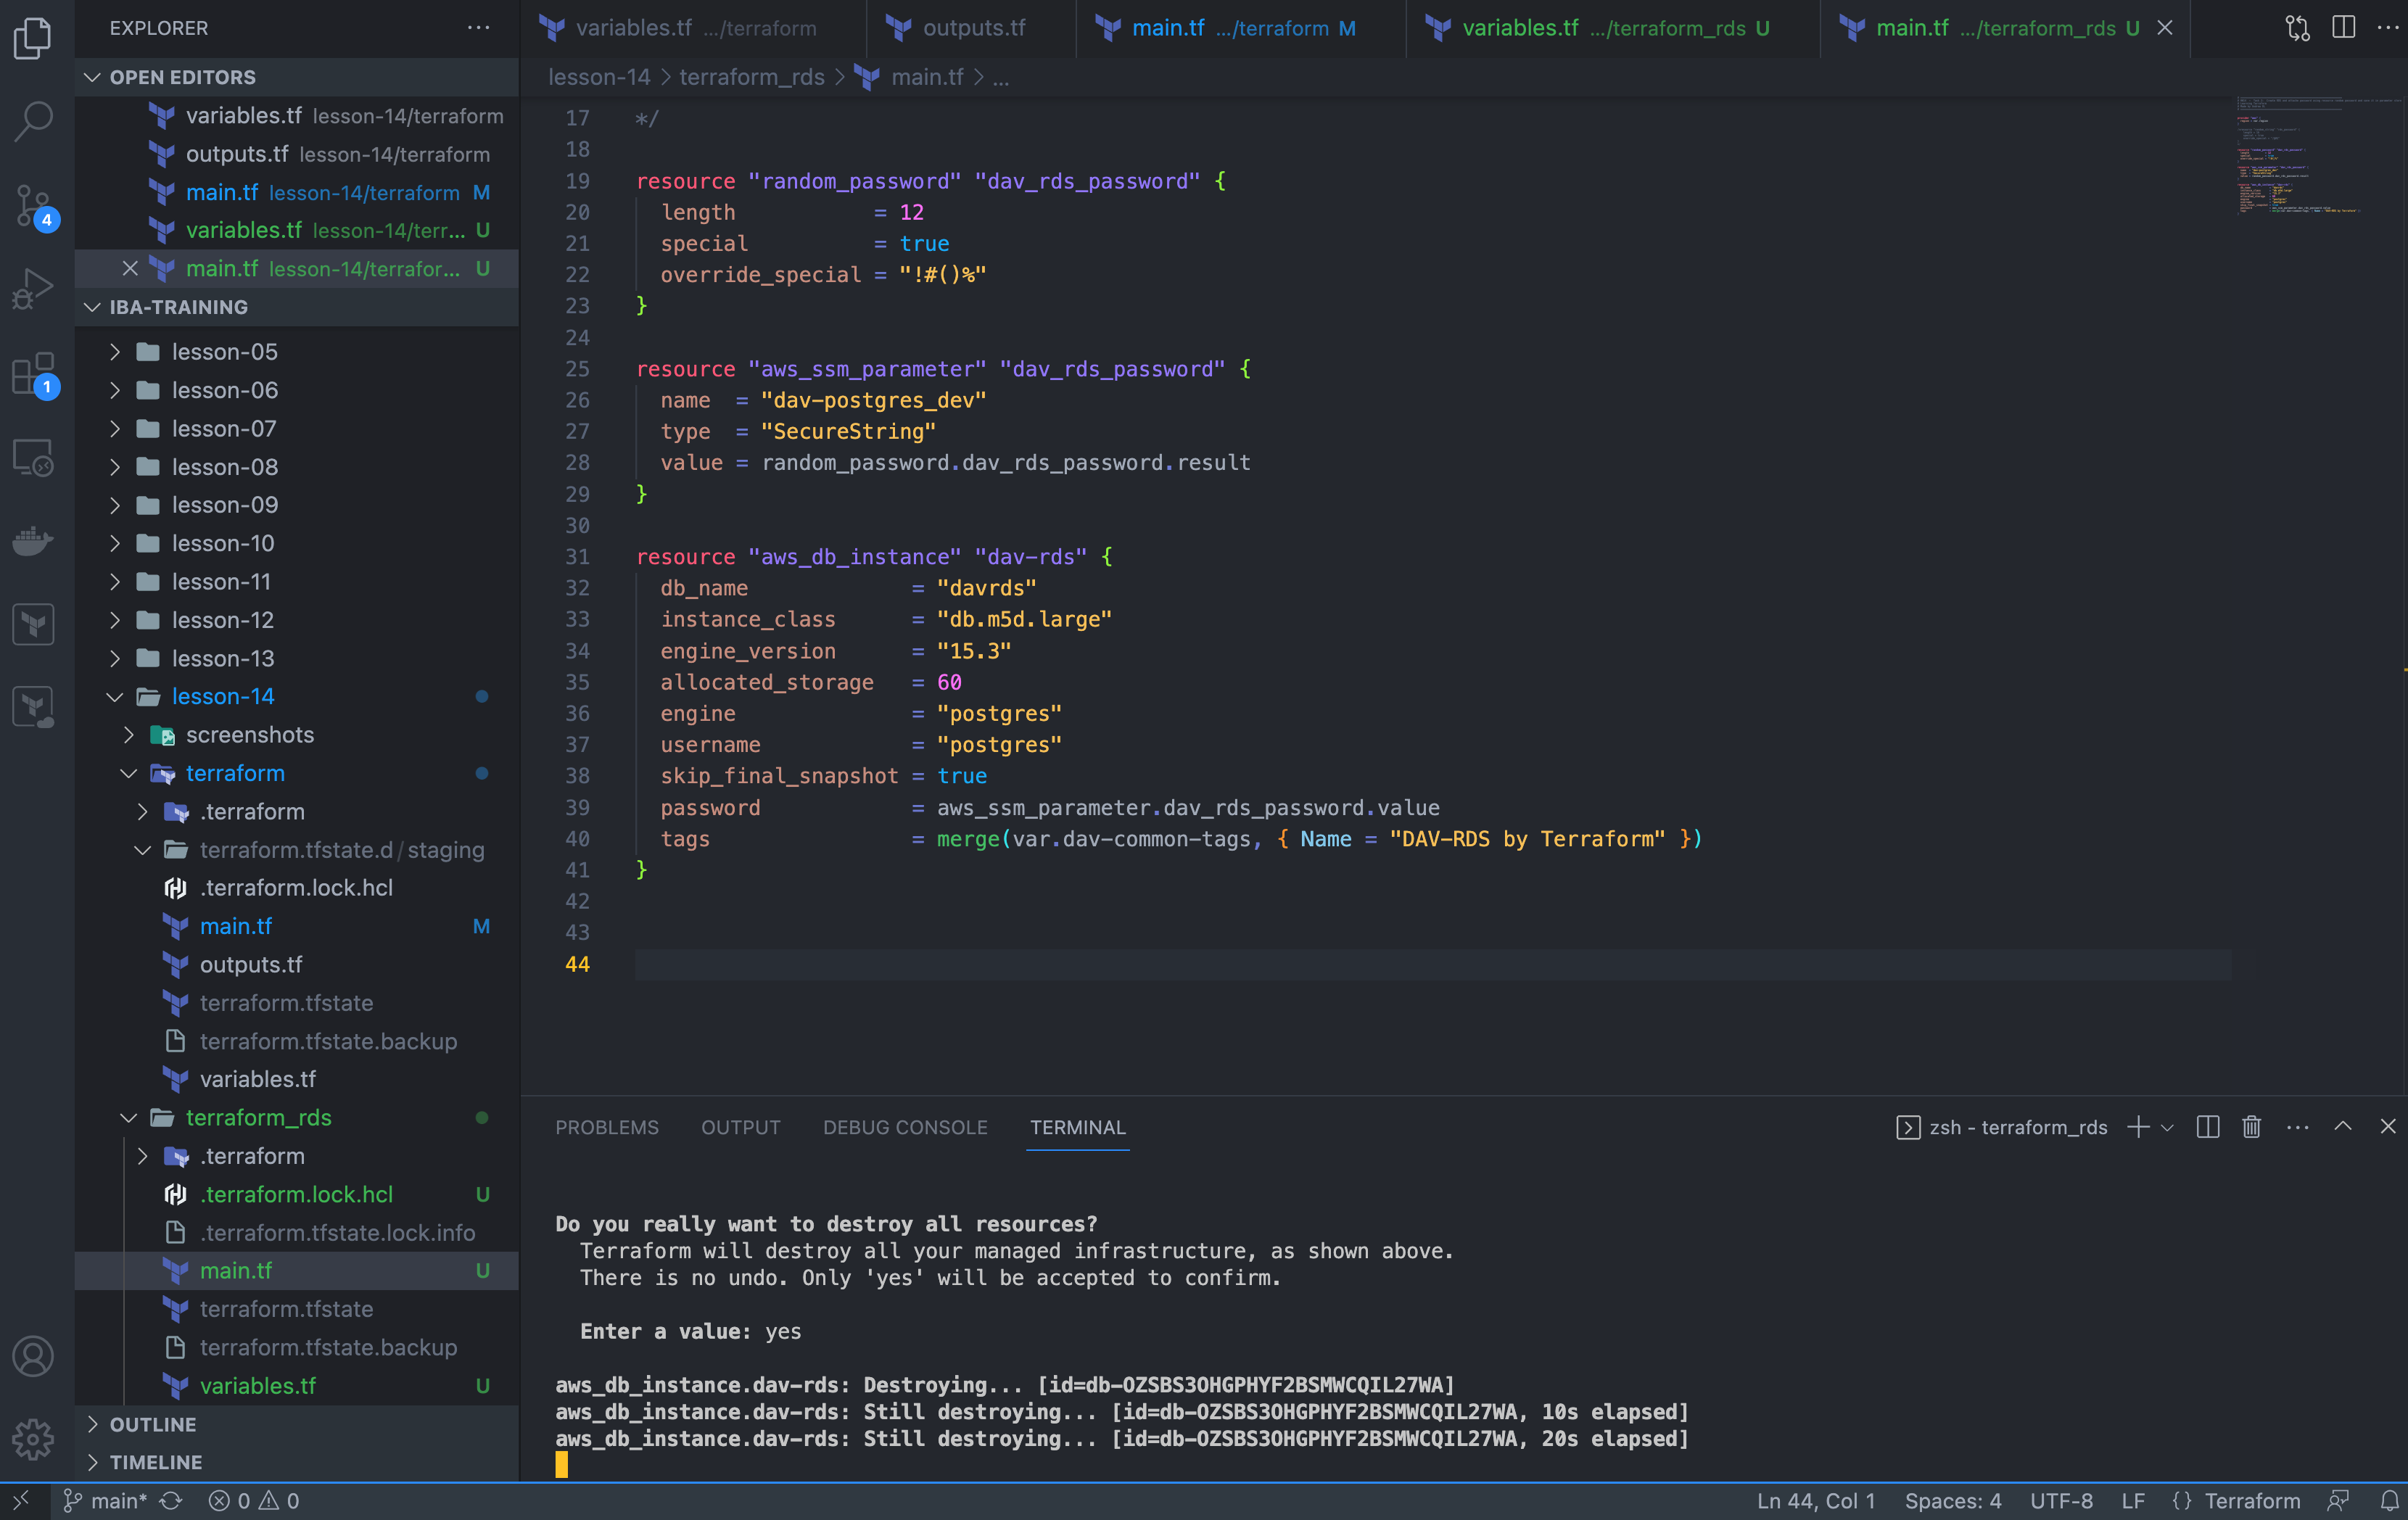 EXPLORER
OPEN EDITORS
variables.tf lesson-14/terraform
outputs.tf lesson-14/terraform
main.tf lesson-14/terraform M
variables.tf lesson-14/terr... U
main.tf lesson-14/terrafor... U
IBA-TRAINING
lesson-05
lesson-06
lesson-07
lesson-08
lesson-09
lesson-10
lesson-11
lesson-12
lesson-13
lesson-14
screenshots
terraform
.terraform
terraform.tfstate.d / staging
.terraform.lock.hcl
main.tf M
outputs.tf
terraform.tfstate
terraform.tfstate.backup
variables.tf
terraform_rds
.terraform
.terraform.lock.hcl U
.terraform.tfstate.lock.info
main.tf U
terraform.tfstate
terraform.tfstate.backup
variables.tf U
OUTLINE
TIMELINE
4
1
variables.tf .../terraform outputs.tf main.tf .../terraform M variables.tf .../terraform_rds U main.tf .../terraform_rds U
lesson-14 > terraform_rds > main.tf > ...
17 */
18
19 resource "random_password" "dav_rds_password" {
20 length = 12
21 special = true
22 override_special = "!#()%"
23 }
24
25 resource "aws_ssm_parameter" "dav_rds_password" {
26 name = "dav-postgres_dev"
27 type = "SecureString"
28 value = random_password.dav_rds_password.result
29 }
30
31 resource "aws_db_instance" "dav-rds" {
32 db_name = "davrds"
33 instance_class = "db.m5d.large"
34 engine_version = "15.3"
35 allocated_storage = 60
36 engine = "postgres"
37 username = "postgres"
38 skip_final_snapshot = true
39 password = aws_ssm_parameter.dav_rds_password.value
40 tags = merge(var.dav-common-tags, { Name = "DAV-RDS by Terraform" })
41 }
42
43
44
PROBLEMS OUTPUT DEBUG CONSOLE TERMINAL zsh - terraform_rds
Do you really want to destroy all resources?
Terraform will destroy all your managed infrastructure, as shown above.
There is no undo. Only 'yes' will be accepted to confirm.
Enter a value: yes
aws_db_instance.dav-rds: Destroying... [id=db-OZSBS3OHGPHYF2BSMWCQIL27WA]
aws_db_instance.dav-rds: Still destroying... [id=db-OZSBS3OHGPHYF2BSMWCQIL27WA, 10s elapsed]
aws_db_instance.dav-rds: Still destroying... [id=db-OZSBS3OHGPHYF2BSMWCQIL27WA, 20s elapsed]
main* 0 0 Ln 44, Col 1 Spaces: 4 UTF-8 LF {} Terraform